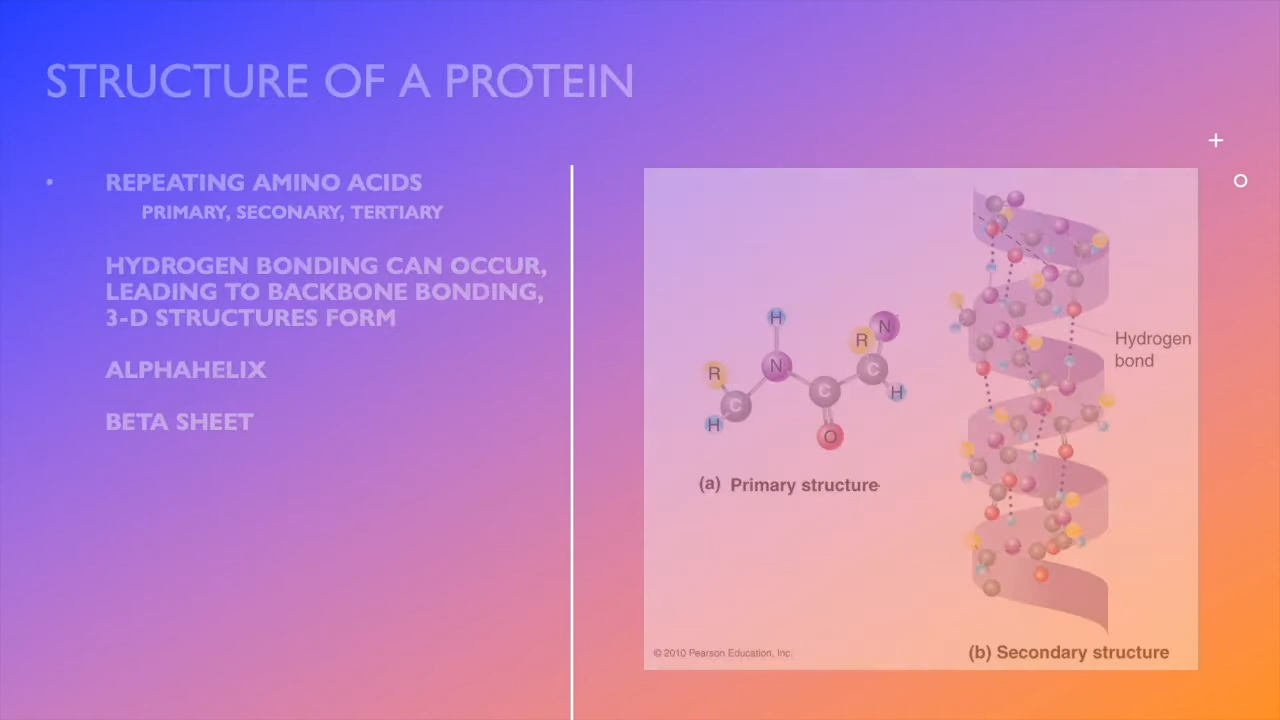 STRUCTURE OF A PROTEIN
• REPEATING AMINO ACIDS
PRIMARY, SECONARY, TERTIARY
HYDROGEN BONDING CAN OCCUR,
LEADING TO BACKBONE BONDING,
3-D STRUCTURES FORM
ALPHAHELIX
BETA SHEET
H
N
R
R
N
C
C
C
H
H
O
(a) Primary structure
Hydrogen
bond
© 2010 Pearson Education, Inc.
(b) Secondary structure